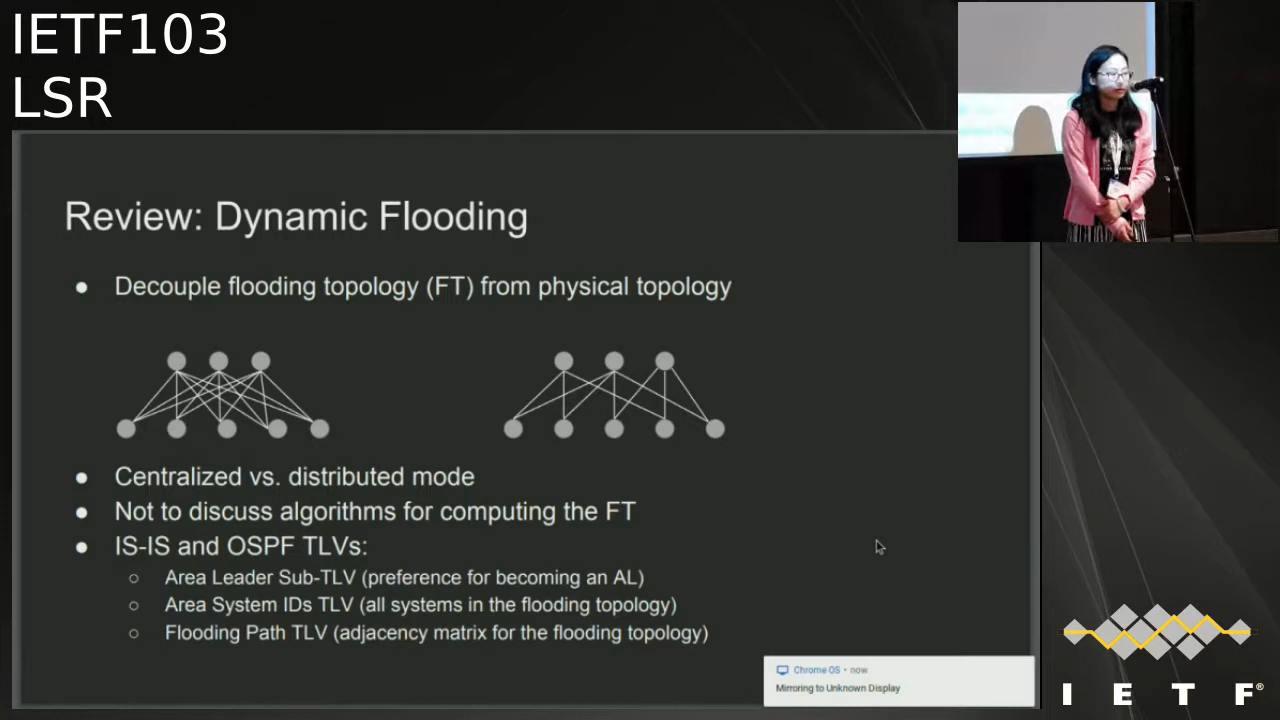 IETF103
LSR
Review: Dynamic Flooding
● Decouple flooding topology (FT) from physical topology
● Centralized vs. distributed mode
● Not to discuss algorithms for computing the FT
● IS-IS and OSPF TLVs:
○ Area Leader Sub-TLV (preference for becoming an AL)
○ Area System IDs TLV (all systems in the flooding topology)
○ Flooding Path TLV (adjacency matrix for the flooding topology)
Chrome OS • now
Mirroring to Unknown Display
I E T F®